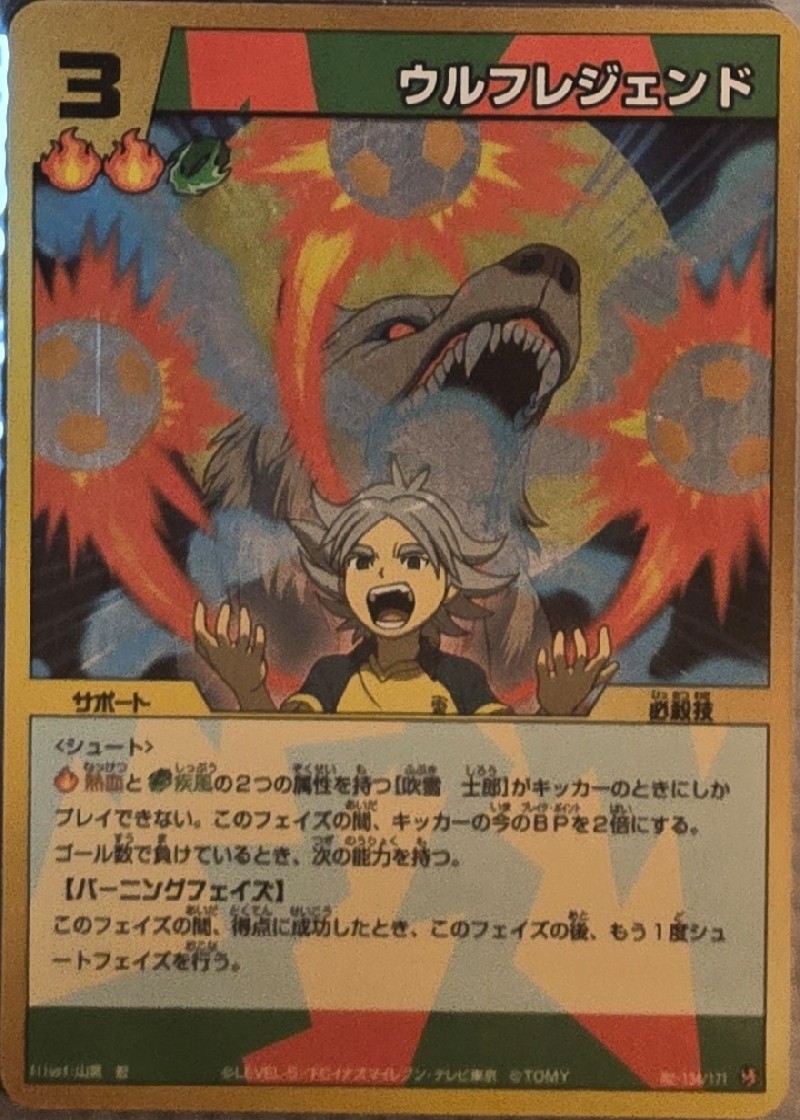 3
ウルフレジェンド
サポート
必殺技
<シュート>
熱血と疾風の2つの属性を持つ[吹雪 士郎]がキッカーのときにしか
プレイできない。このフェイズの間、キッカーの今のBPを2倍にする。
ゴール数で負けているとき、次の能力を持つ。
【バーニングフェイズ】
このフェイズの間、得点に成功したとき、このフェイズの後、もう1度シュ
ートフェイズを行う。
©LEVEL-5/FCイナズマイレブン・テレビ東京 ©TOMY